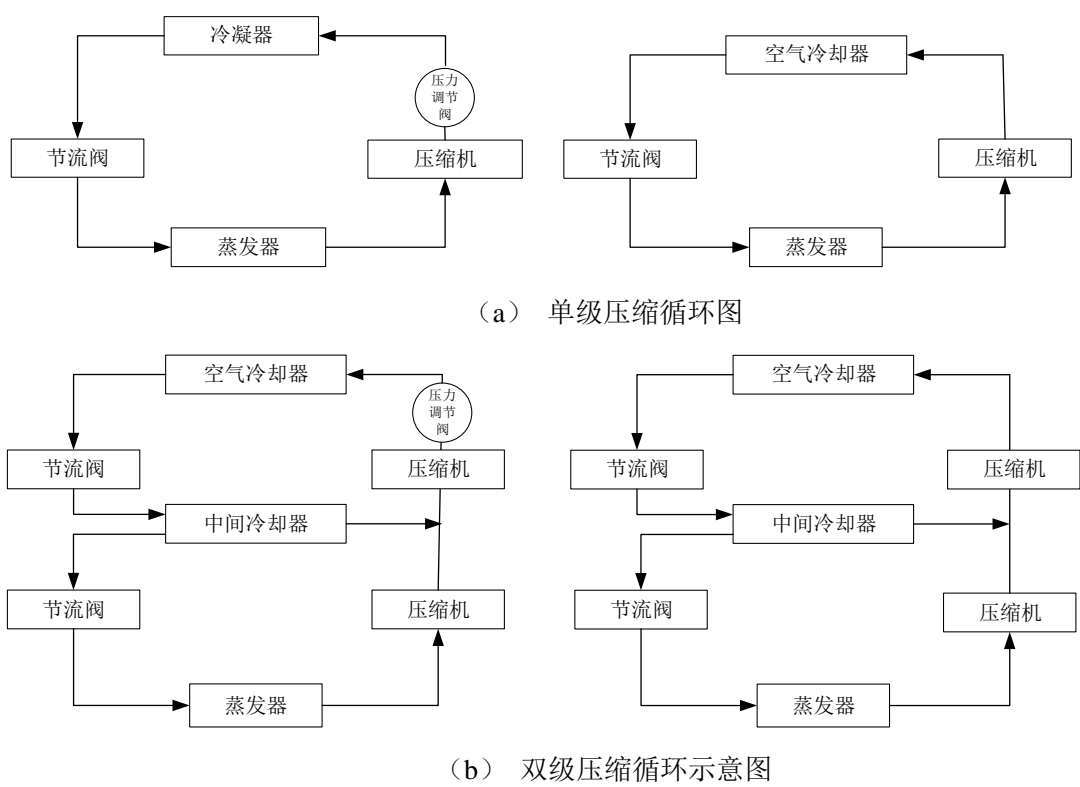 冷凝器
空气冷却器
压力
调节
阀
节流阀
压缩机
节流阀
压缩机
蒸发器
蒸发器
（a） 单级压缩循环图
空气冷却器
空气冷却器
压力
调节
阀
节流阀
压缩机
节流阀
压缩机
中间冷却器
中间冷却器
节流阀
压缩机
节流阀
压缩机
蒸发器
蒸发器
（b） 双级压缩循环示意图